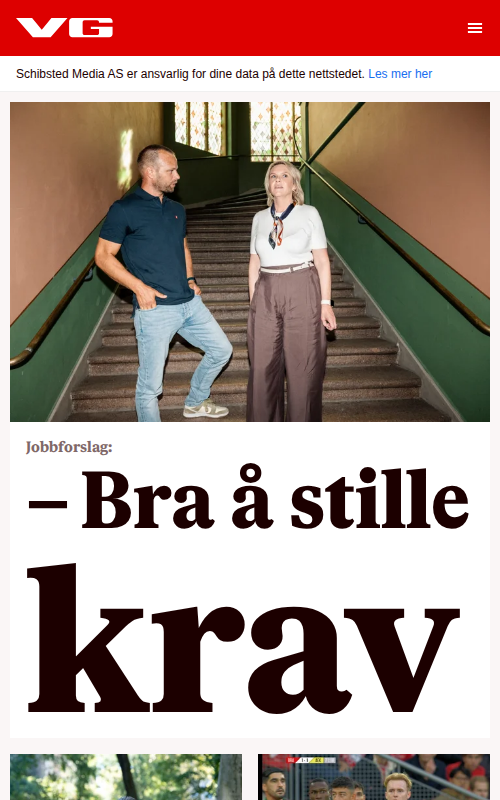 VG
Schibsted Media AS er ansvarlig for dine data på dette nettstedet. Les mer her
Jobbforslag:
– Bra å stille
krav